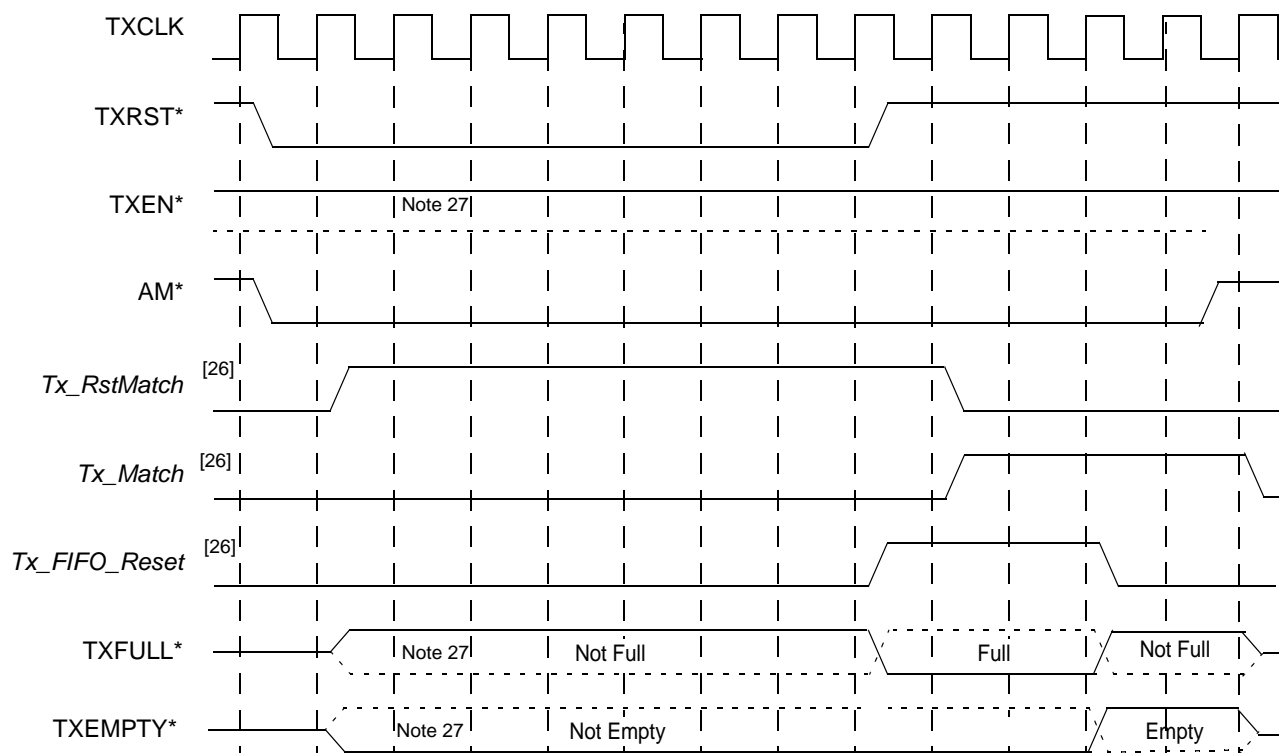 TXCLK
TXRST*
TXEN*
Note 27
AM*
Tx_RstMatch [26]
Tx_Match [26]
Tx_FIFO_Reset [26]
TXFULL* Note 27 Not Full Full Not Full
TXEMPTY* Note 27 Not Empty Empty